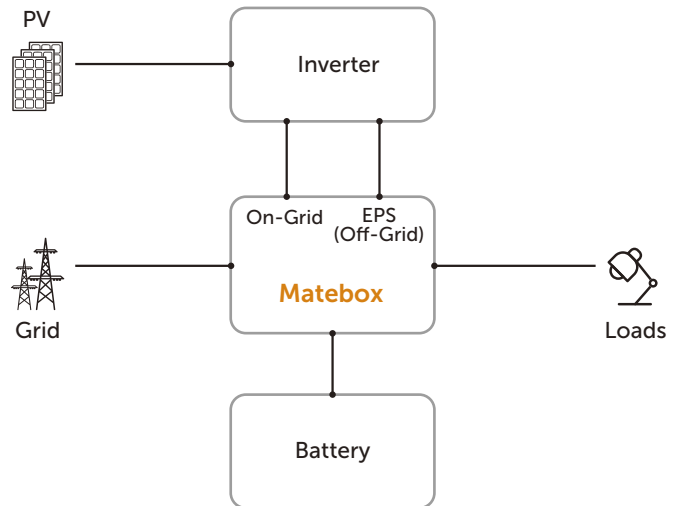 PV
Inverter
On-Grid
EPS
(Off-Grid)
Matebox
Grid
Loads
Battery